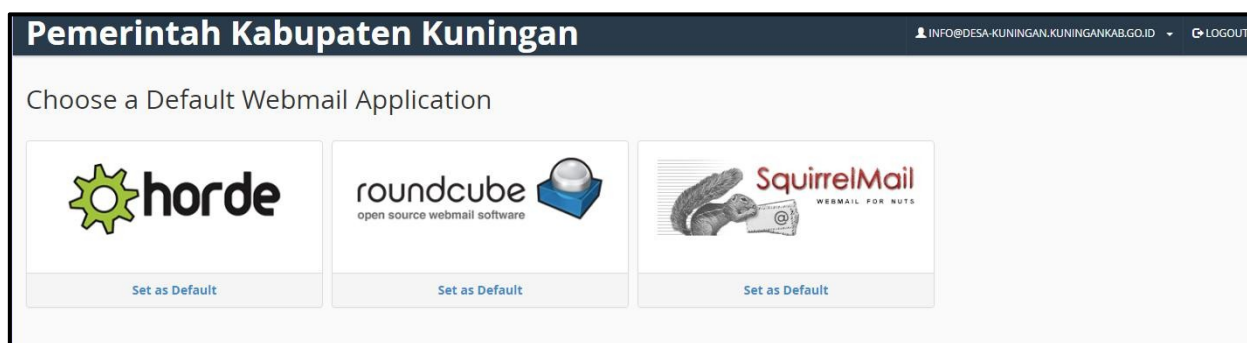 Pemerintah Kabupaten Kuningan
INFO@DESA-KUNINGAN.KUNINGANKAB.GO.ID LOGOUT
Choose a Default Webmail Application
horde
roundcube
open source webmail software
SquirrelMail
WEBMAIL FOR NUTS
@
Set as Default
Set as Default
Set as Default